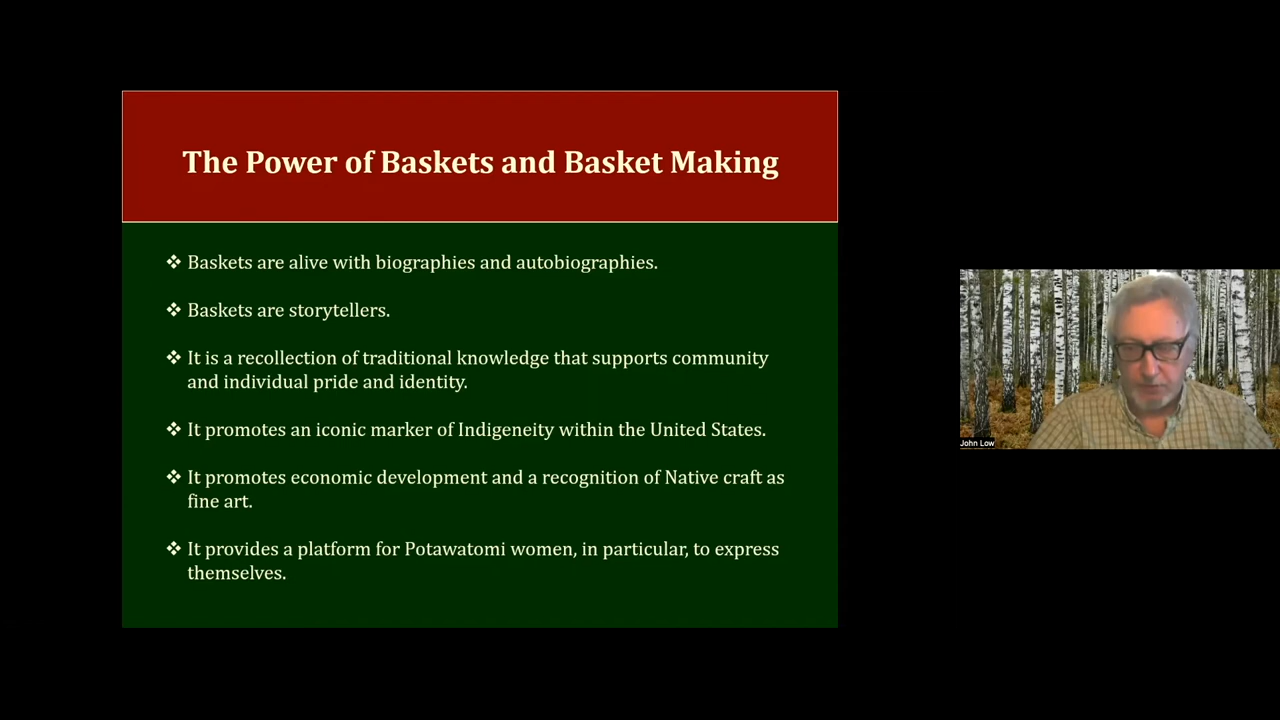 The Power of Baskets and Basket Making
❖ Baskets are alive with biographies and autobiographies.
❖ Baskets are storytellers.
❖ It is a recollection of traditional knowledge that supports community
and individual pride and identity.
❖ It promotes an iconic marker of Indigeneity within the United States.
❖ It promotes economic development and a recognition of Native craft as
fine art.
❖ It provides a platform for Potawatomi women, in particular, to express
themselves.
John Low